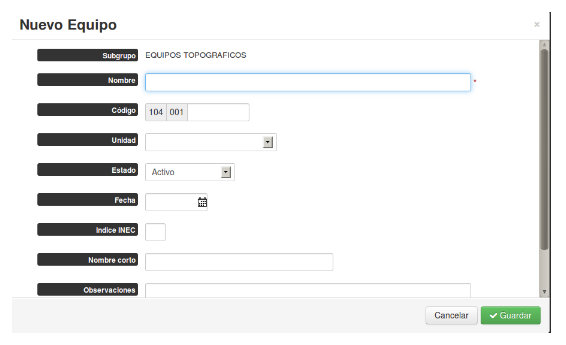 Nuevo Equipo ×
Subgrupo EQUIPOS TOPOGRAFICOS
Nombre *
Código 104 001
Unidad
Estado Activo
Fecha
Indice INEC
Nombre corto
Observaciones
Cancelar ✔ Guardar